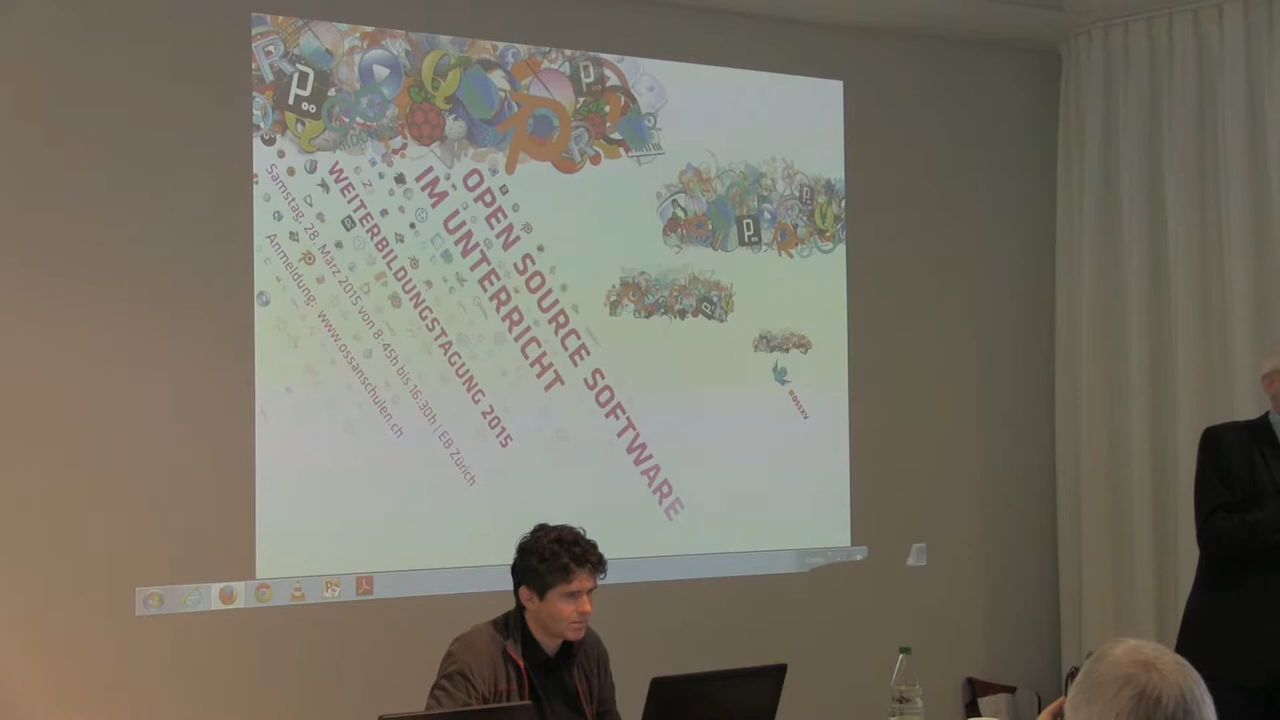 OPEN SOURCE SOFTWARE
IM UNTERRICHT
WEITERBILDUNGSTAGUNG 2015
Samstag, 28. März 2015 von 8:45h bis 16:30h | EB Zürich
Anmeldung: www.ossanschulen.ch